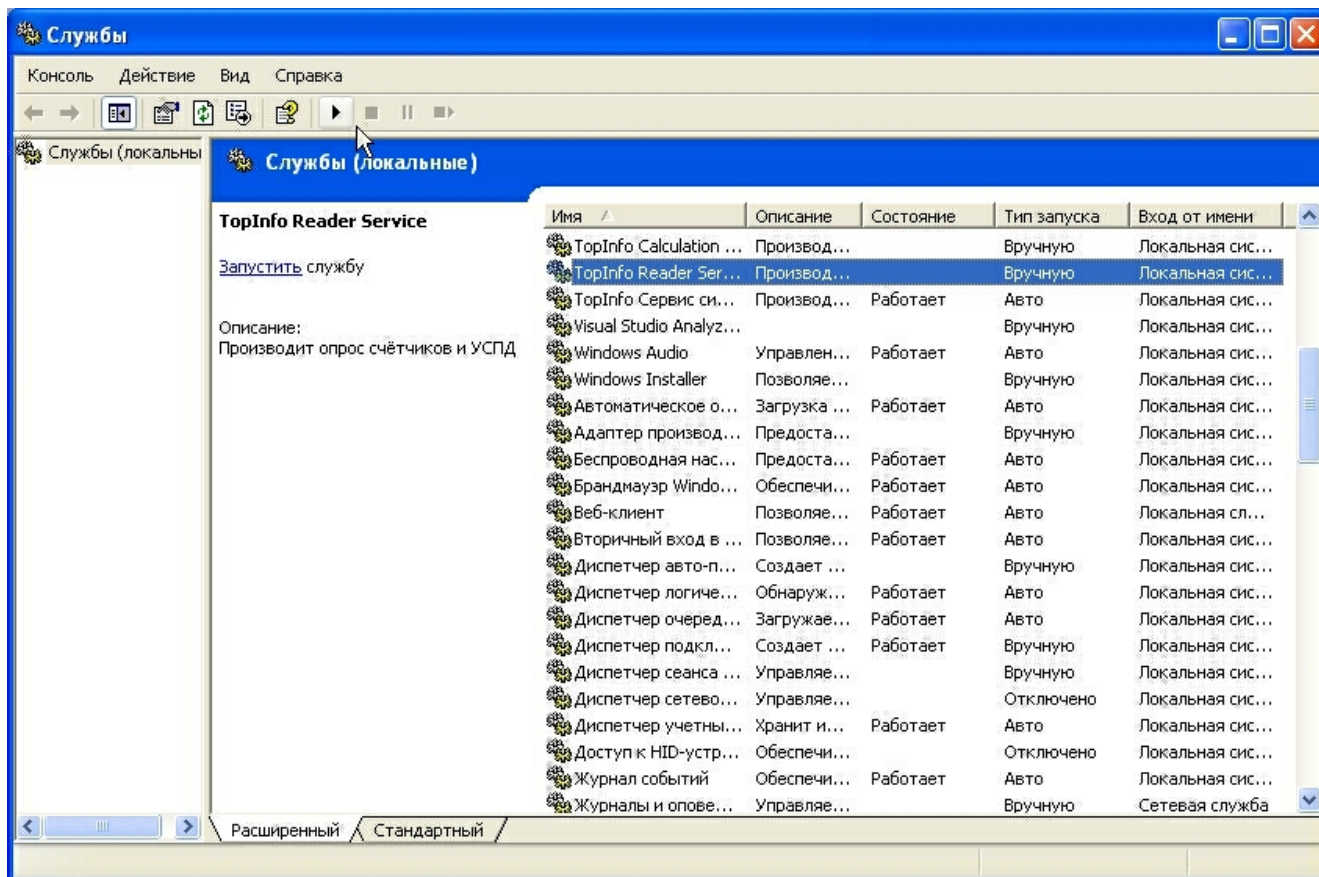 Службы
Консоль Действие Вид Справка
Службы (локальны
Службы (локальные)
TopInfo Reader Service
Запустить службу
Описание:
Производит опрос счётчиков и УСПД
Имя Описание Состояние Тип запуска Вход от имени
TopInfo Calculation ... Производ... Вручную Локальная сис...
TopInfo Reader Ser... Производ... Вручную Локальная сис...
TopInfo Сервис си... Производ... Работает Авто Локальная сис...
Visual Studio Analyz... Вручную Локальная сис...
Windows Audio Управлен... Работает Авто Локальная сис...
Windows Installer Позволяе... Вручную Локальная сис...
Автоматическое о... Загрузка ... Работает Авто Локальная сис...
Адаптер производ... Предоста... Вручную Локальная сис...
Беспроводная нас... Предоста... Работает Авто Локальная сис...
Брандмауэр Windo... Обеспечи... Работает Авто Локальная сис...
Веб-клиент Позволяе... Работает Авто Локальная сл...
Вторичный вход в ... Позволяе... Работает Авто Локальная сис...
Диспетчер авто-п... Создает ... Вручную Локальная сис...
Диспетчер логиче... Обнаруж... Работает Авто Локальная сис...
Диспетчер очеред... Загружае... Работает Авто Локальная сис...
Диспетчер подкл... Создает ... Работает Вручную Локальная сис...
Диспетчер сеанса ... Управляе... Вручную Локальная сис...
Диспетчер сетево... Управляе... Отключено Локальная сис...
Диспетчер учетны... Хранит и... Работает Авто Локальная сис...
Доступ к HID-устр... Обеспечи... Отключено Локальная сис...
Журнал событий Обеспечи... Работает Авто Локальная сис...
Журналы и опове... Управляе... Вручную Сетевая служба
Расширенный Стандартный